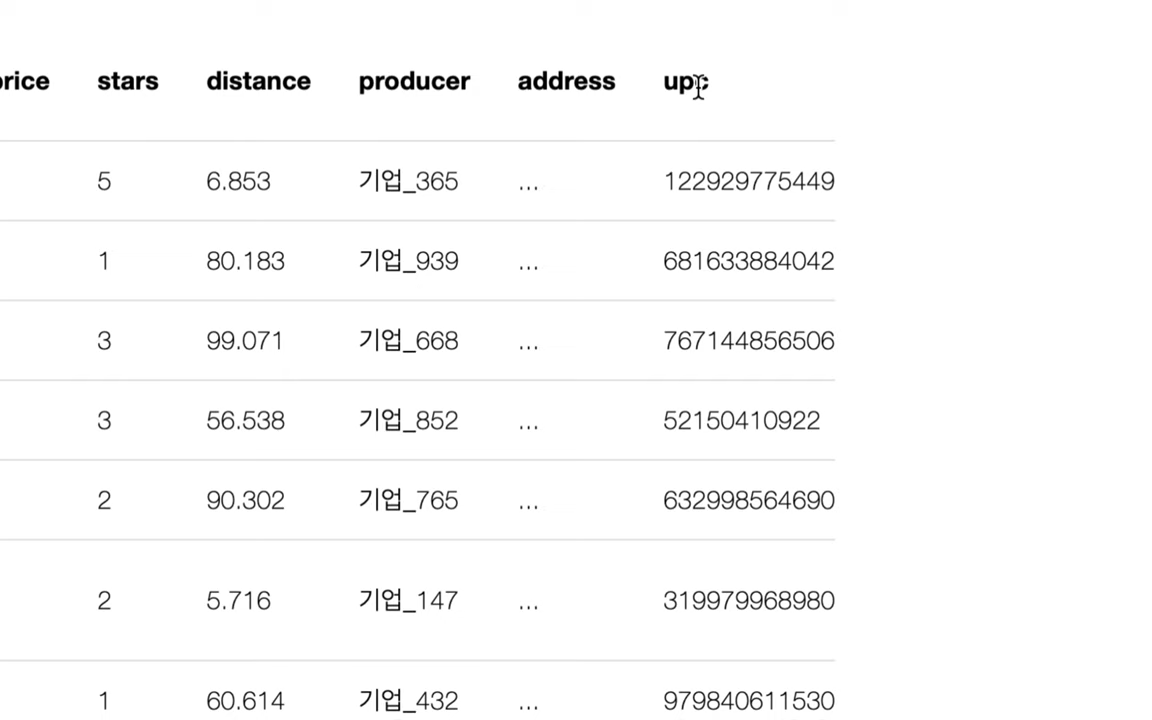 stars distance producer address
5 6.853 기업_365 ... 122929775449
1 80.183 기업_939 ... 681633884042
3 99.071 기업_668 ... 767144856506
3 56.538 기업_852 ... 52150410922
2 90.302 기업_765 ... 632998564690
2 5.716 기업_147 ... 319979968980
1 60.614 기업_432 ... 979840611530